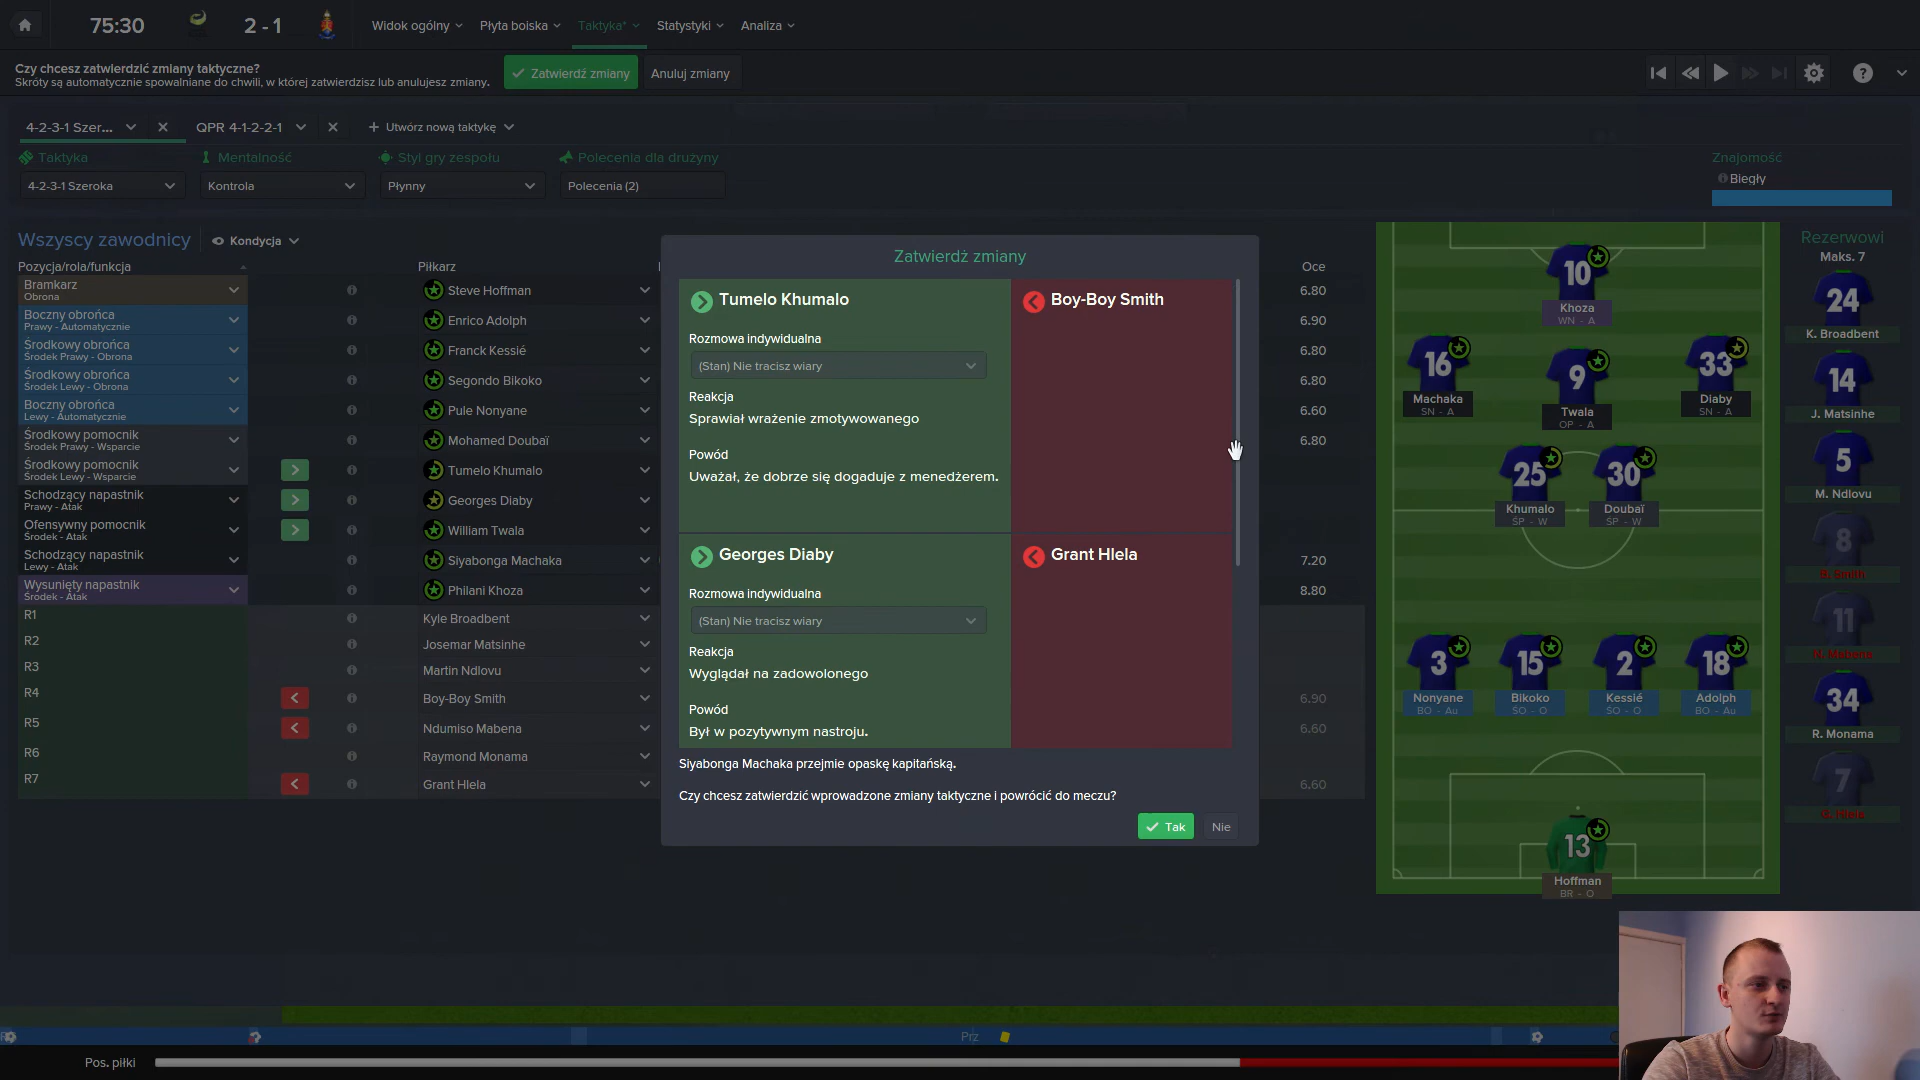 75:30
2 - 1
Widok ogólny
Płyta boiska
Taktyka*
Statystyki
Analiza
Czy chcesz zatwierdzić zmiany taktyczne?
Skróty są automatycznie spowalniane do chwili, w której zatwierdzisz lub anulujesz zmiany.
Zatwierdź zmiany
Anuluj zmiany
4-2-3-1 Szer...
QPR 4-1-2-2-1
Utwórz nową taktykę
Taktyka
Mentalność
Styl gry zespołu
Polecenia dla drużyny
Znajomość
4-2-3-1 Szeroka
Kontrola
Płynny
Polecenia (2)
Biegły
Wszyscy zawodnicy
Kondycja
Pozycja/rola/funkcja
Piłkarz
Oce
Bramkarz
Obrona
Steve Hoffman
6.80
Boczny obrońca
Prawy - Automatycznie
Enrico Adolph
6.90
Środkowy obrońca
Środek Prawy - Obrona
Franck Kessié
6.80
Środkowy obrońca
Środek Lewy - Obrona
Segondo Bikoko
6.80
Boczny obrońca
Lewy - Automatycznie
Pule Nonyane
6.60
Środkowy pomocnik
Środek Prawy - Wsparcie
Mohamed Doubaï
6.80
Środkowy pomocnik
Środek Lewy - Wsparcie
Tumelo Khumalo
Schodzący napastnik
Prawy - Atak
Georges Diaby
Ofensywny pomocnik
Środek - Atak
William Twala
Schodzący napastnik
Lewy - Atak
Siyabonga Machaka
7.20
Wysunięty napastnik
Środek - Atak
Philani Khoza
8.80
R1
Kyle Broadbent
R2
Josemar Matsinhe
R3
Martin Ndlovu
R4
Boy-Boy Smith
6.90
R5
Ndumiso Mabena
6.60
R6
Raymond Monama
R7
Grant Hlela
6.60
Zatwierdź zmiany
Tumelo Khumalo
Boy-Boy Smith
Rozmowa indywidualna
(Stan) Nie tracisz wiary
Reakcja
Sprawiał wrażenie zmotywowanego
Powód
Uważał, że dobrze się dogaduje z menedżerem.
Georges Diaby
Grant Hlela
Rozmowa indywidualna
(Stan) Nie tracisz wiary
Reakcja
Wyglądał na zadowolonego
Powód
Był w pozytywnym nastroju.
Siyabonga Machaka przejmie opaskę kapitańską.
Czy chcesz zatwierdzić wprowadzone zmiany taktyczne i powrócić do meczu?
Tak
Nie
10
Khoza
WN - A
16
Machaka
SN - A
9
Twala
OP - A
33
Diaby
SN - A
25
Khumalo
ŚP - W
30
Doubaï
ŚP - W
3
Nonyane
BO - Au
15
Bikoko
ŚO - O
2
Kessié
ŚO - O
18
Adolph
BO - Au
13
Hoffman
BR - O
Rezerwowi
Maks. 7
24
K. Broadbent
14
J. Matsinhe
5
M. Ndlovu
8
B. Smith
11
N. Mabena
34
R. Monama
7
G. Hlela
Prz
Pos. piłki